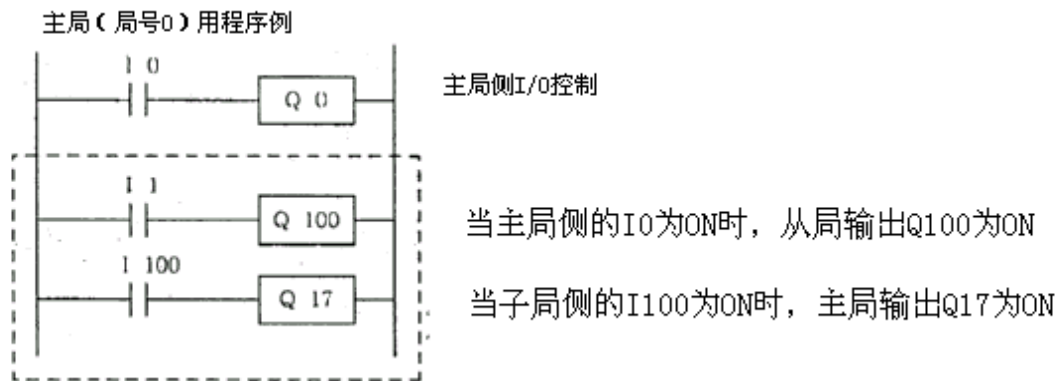 主局(局号0)用程序例
I 0
Q 0
主局侧I/0控制
I 1
Q 100
当主局侧的I0为ON时，从局输出Q100为ON
I 100
Q 17
当子局侧的I100为ON时，主局输出Q17为ON